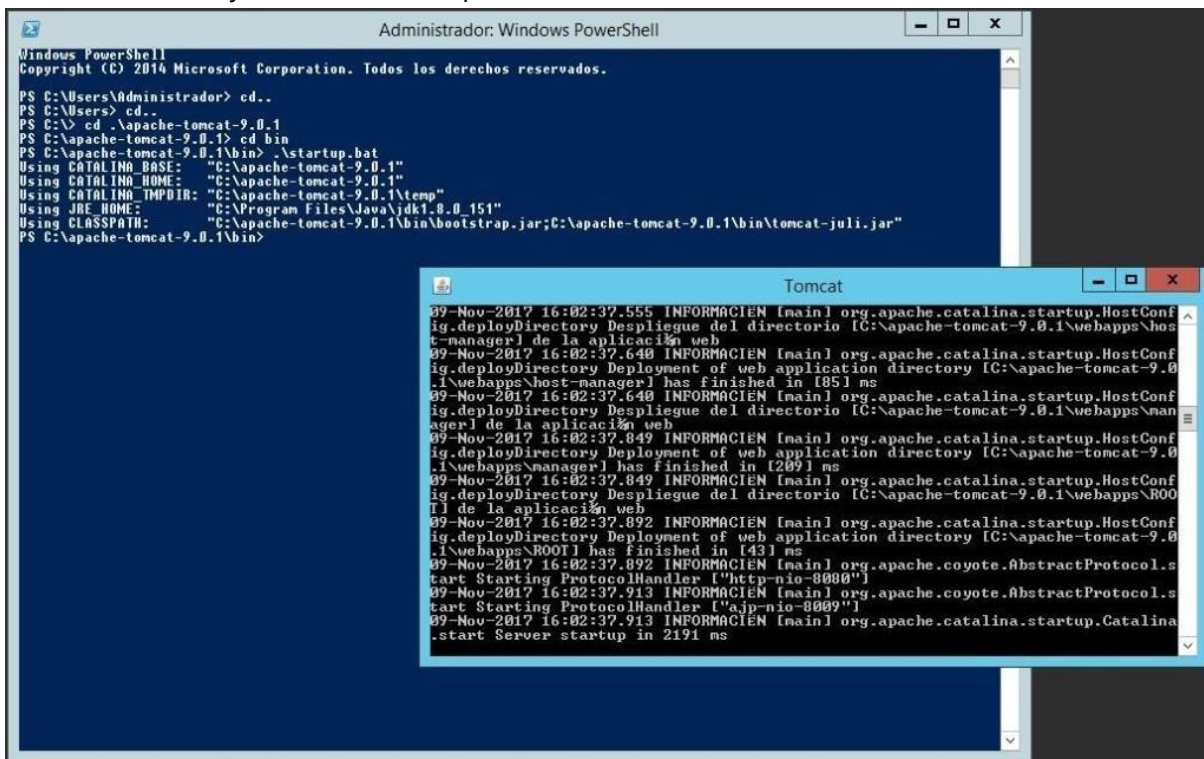 Administrador: Windows PowerShell
Windows PowerShell
Copyright (C) 2014 Microsoft Corporation. Todos los derechos reservados.
PS C:\Users\Administrador> cd..
PS C:\Users> cd..
PS C:\> cd .\apache-tomcat-9.0.1
PS C:\apache-tomcat-9.0.1> cd bin
PS C:\apache-tomcat-9.0.1\bin> .\startup.bat
Using CATALINA_BASE:   "C:\apache-tomcat-9.0.1"
Using CATALINA_HOME:   "C:\apache-tomcat-9.0.1"
Using CATALINA_TMPDIR: "C:\apache-tomcat-9.0.1\temp"
Using JRE_HOME:        "C:\Program Files\Java\jdk1.8.0_151"
Using CLASSPATH:       "C:\apache-tomcat-9.0.1\bin\bootstrap.jar;C:\apache-tomcat-9.0.1\bin\tomcat-juli.jar"
PS C:\apache-tomcat-9.0.1\bin>
Tomcat
09-Nov-2017 16:02:37.555 INFORMACIËN [main] org.apache.catalina.startup.HostConf
ig.deployDirectory Despliegue del directorio [C:\apache-tomcat-9.0.1\webapps\hos
t-manager] de la aplicaci¾n web
09-Nov-2017 16:02:37.640 INFORMACIËN [main] org.apache.catalina.startup.HostConf
ig.deployDirectory Deployment of web application directory [C:\apache-tomcat-9.0
.1\webapps\host-manager] has finished in [85] ms
09-Nov-2017 16:02:37.640 INFORMACIËN [main] org.apache.catalina.startup.HostConf
ig.deployDirectory Despliegue del directorio [C:\apache-tomcat-9.0.1\webapps\man
ager] de la aplicaci¾n web
09-Nov-2017 16:02:37.849 INFORMACIËN [main] org.apache.catalina.startup.HostConf
ig.deployDirectory Deployment of web application directory [C:\apache-tomcat-9.0
.1\webapps\manager] has finished in [209] ms
09-Nov-2017 16:02:37.849 INFORMACIËN [main] org.apache.catalina.startup.HostConf
ig.deployDirectory Despliegue del directorio [C:\apache-tomcat-9.0.1\webapps\ROO
T] de la aplicaci¾n web
09-Nov-2017 16:02:37.892 INFORMACIËN [main] org.apache.catalina.startup.HostConf
ig.deployDirectory Deployment of web application directory [C:\apache-tomcat-9.0
.1\webapps\ROOT] has finished in [43] ms
09-Nov-2017 16:02:37.892 INFORMACIËN [main] org.apache.coyote.AbstractProtocol.s
tart Starting ProtocolHandler ["http-nio-8080"]
09-Nov-2017 16:02:37.913 INFORMACIËN [main] org.apache.coyote.AbstractProtocol.s
tart Starting ProtocolHandler ["ajp-nio-8009"]
09-Nov-2017 16:02:37.913 INFORMACIËN [main] org.apache.catalina.startup.Catalina
.start Server startup in 2191 ms